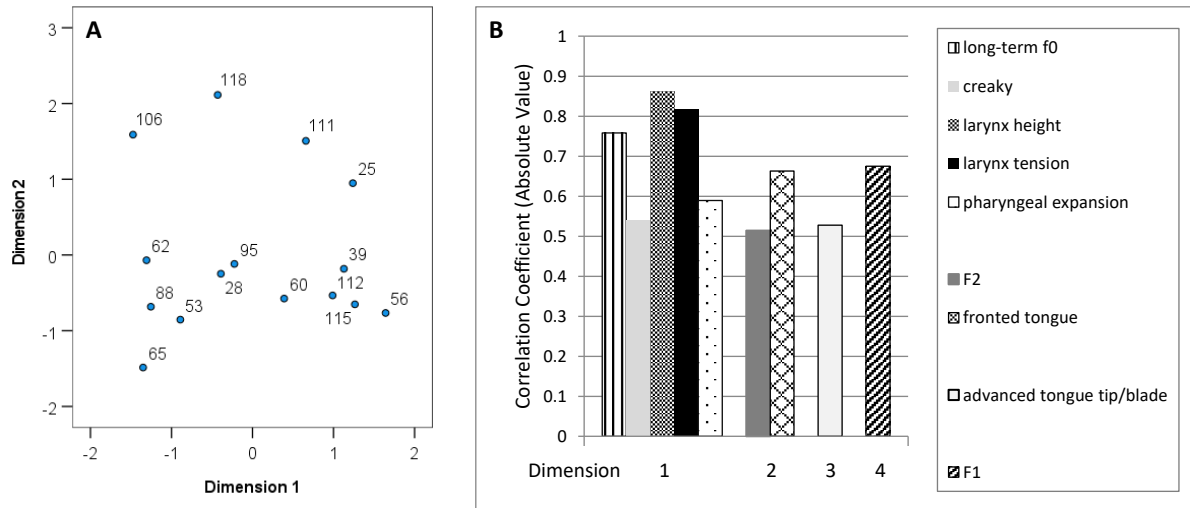 A
3
2
1
0
-1
-2
Dimension 2
118
106
111
25
62
95
39
28
88
53
60
112
115
56
65
-2
-1
0
1
2
Dimension 1
B
1
0.9
0.8
0.7
0.6
0.5
0.4
0.3
0.2
0.1
0
Correlation Coefficient (Absolute Value)
Dimension 1 2 3 4
long-term f0
creaky
larynx height
larynx tension
pharyngeal expansion
F2
fronted tongue
advanced tongue tip/blade
F1